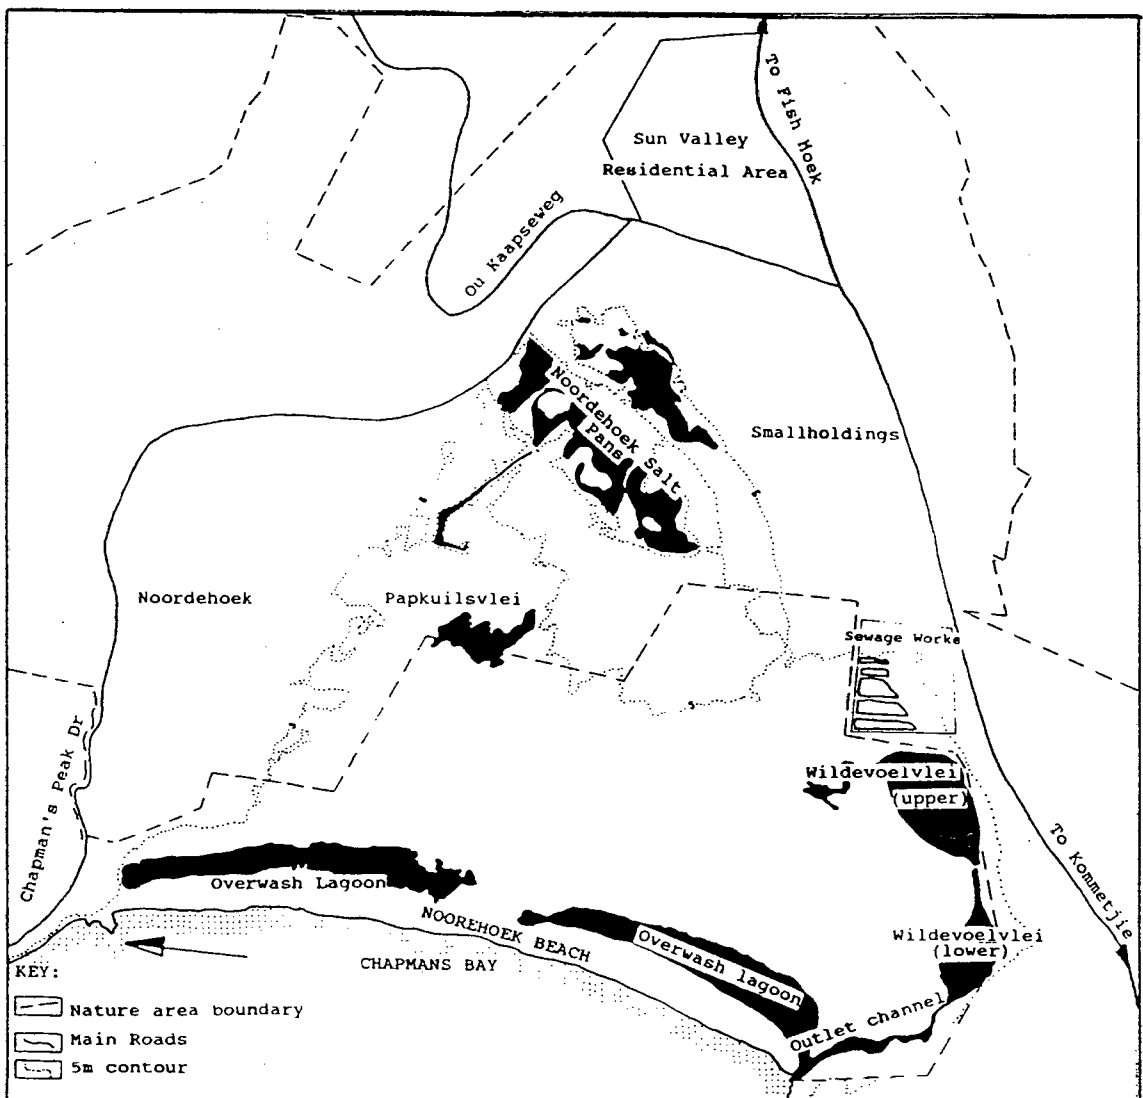 To Fish Hoek
Sun Valley
Residential Area
Ou Kaapseweg
Noordehoek Salt
Pans
Smallholdings
Noordehoek
Papkuilsvlei
Sewage Works
5
Chapman's Peak Dr
Wildevoelvlei
(upper)
To Kommetjie
Overwash Lagoon
NOOREHOEK BEACH
Overwash lagoon
Wildevoelvlei
(lower)
CHAPMANS BAY
Outlet channel
KEY:
Nature area boundary
Main Roads
5m contour